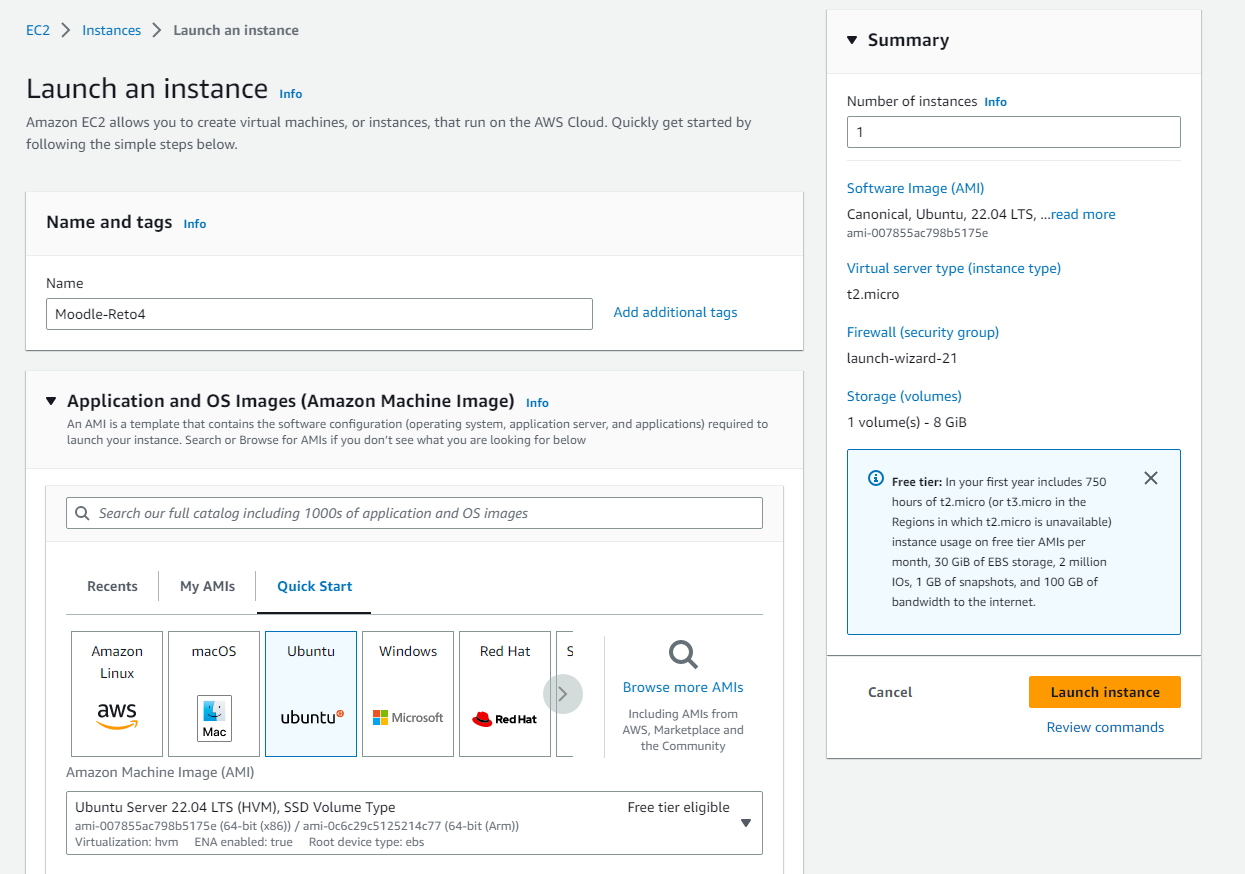 EC2 > Instances > Launch an instance
Launch an instance Info
Amazon EC2 allows you to create virtual machines, or instances, that run on the AWS Cloud. Quickly get started by
following the simple steps below.
Name and tags Info
Name
Moodle-Reto4
Add additional tags
Application and OS Images (Amazon Machine Image) Info
An AMI is a template that contains the software configuration (operating system, application server, and applications) required to
launch your instance. Search or Browse for AMIs if you don’t see what you are looking for below
Search our full catalog including 1000s of application and OS images
Recents
My AMIs
Quick Start
Amazon
Linux
aws
macOS
Mac
Ubuntu
ubuntu
Windows
Microsoft
Red Hat
Red Hat
S
Browse more AMIs
Including AMIs from
AWS, Marketplace and
the Community
Amazon Machine Image (AMI)
Ubuntu Server 22.04 LTS (HVM), SSD Volume Type
Free tier eligible
ami-007855ac798b5175e (64-bit (x86)) / ami-0c6c29c5125214c77 (64-bit (Arm))
Virtualization: hvm ENA enabled: true Root device type: ebs
Summary
Number of instances Info
1
Software Image (AMI)
Canonical, Ubuntu, 22.04 LTS, ...read more
ami-007855ac798b5175e
Virtual server type (instance type)
t2.micro
Firewall (security group)
launch-wizard-21
Storage (volumes)
1 volume(s) - 8 GiB
Free tier: In your first year includes 750
hours of t2.micro (or t3.micro in the
Regions in which t2.micro is unavailable)
instance usage on free tier AMIs per
month, 30 GiB of EBS storage, 2 million
IOs, 1 GB of snapshots, and 100 GB of
bandwidth to the internet.
Cancel
Launch instance
Review commands